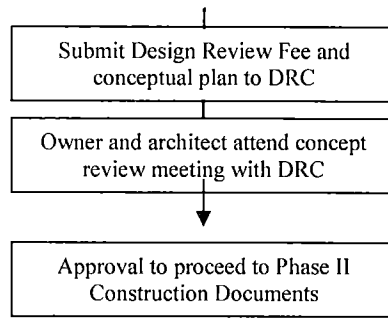 Submit Design Review Fee and
conceptual plan to DRC
Owner and architect attend concept
review meeting with DRC
Approval to proceed to Phase II
Construction Documents